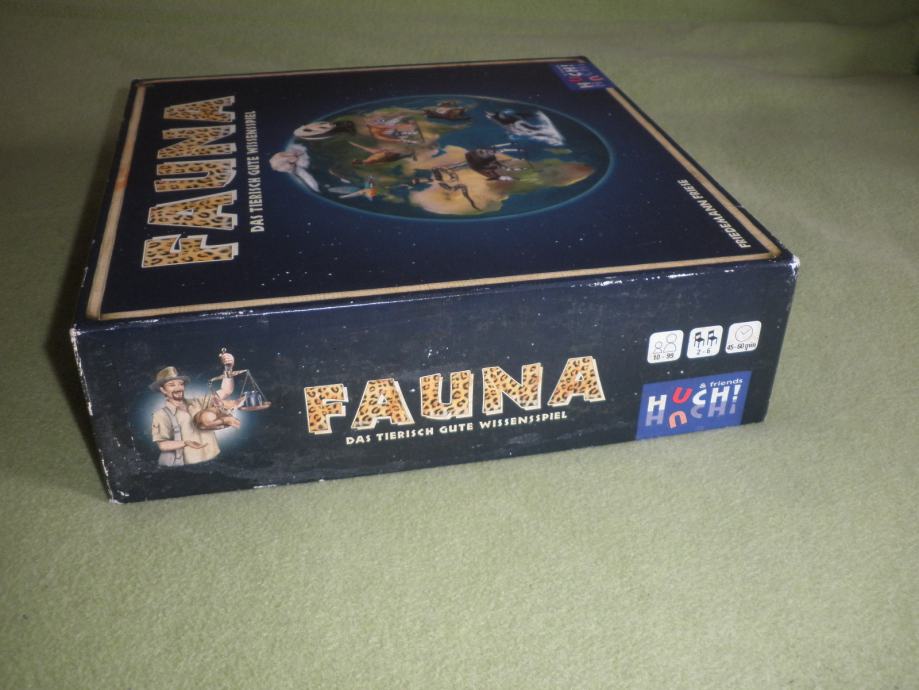 FAUNA
DAS TIERISCH GUTE WISSENSSPIEL
HUCH!
FRIEDEMANN FRIESE
FAUNA
DAS TIERISCH GUTE WISSENSSPIEL
10 - 99
2 - 6
45-60 min
& friends
HUCH!